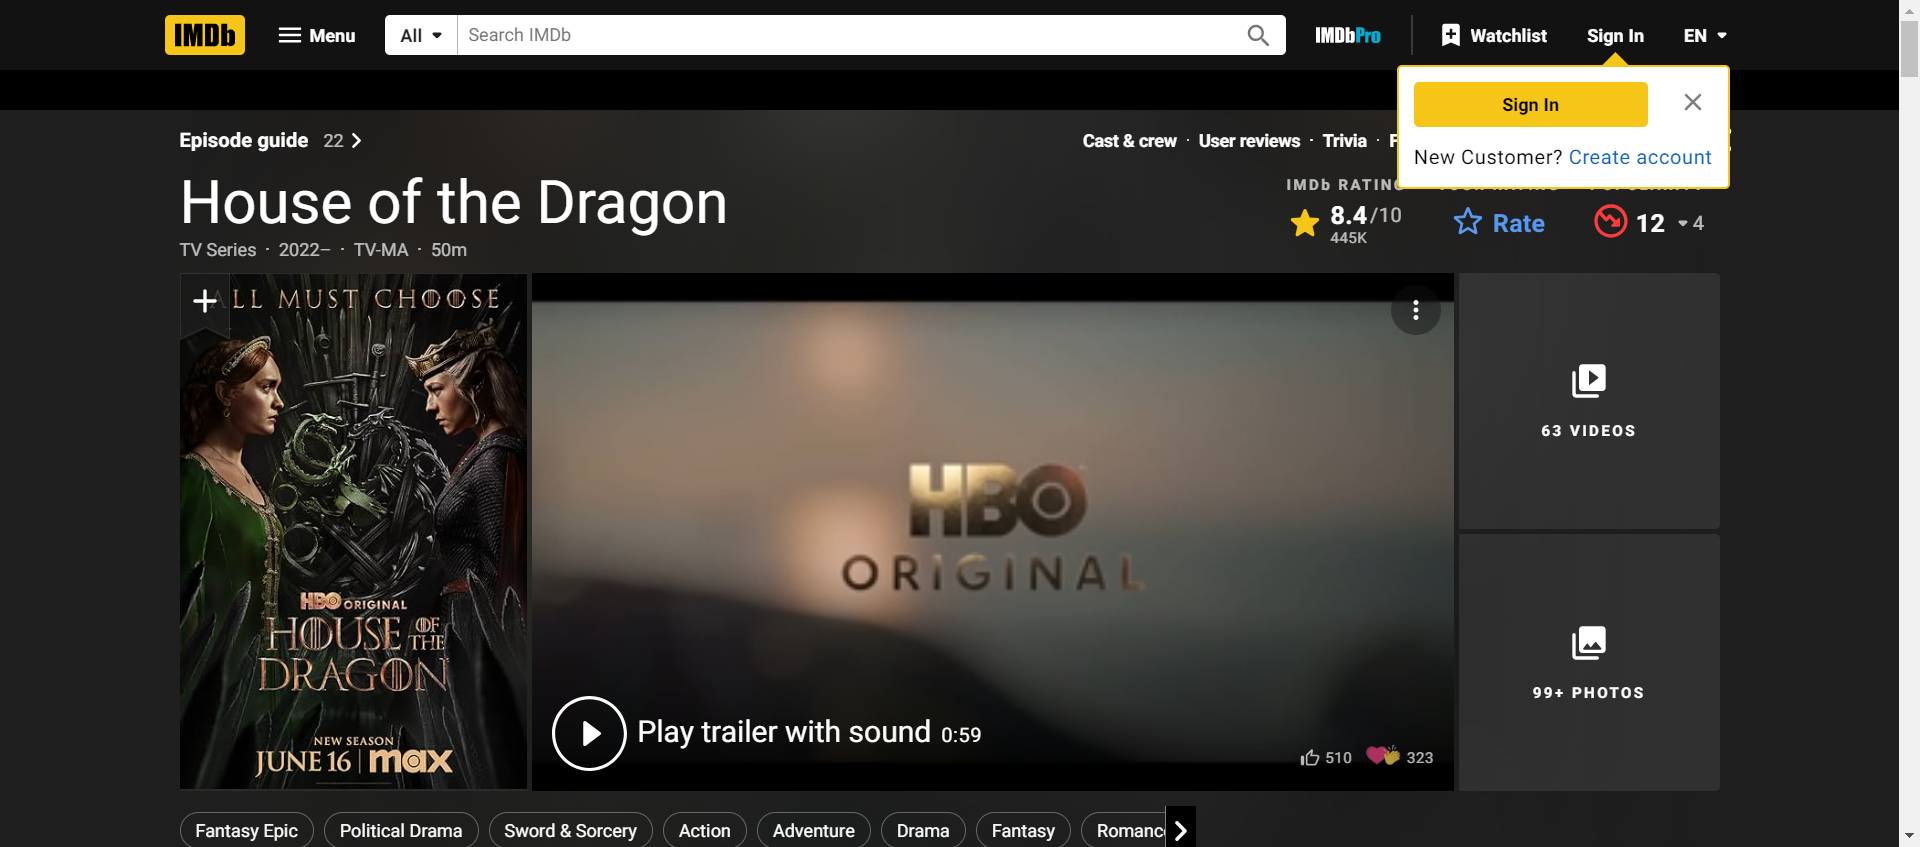 IMDb
Menu
All
Search IMDb
IMDbPro
Watchlist
Sign In
EN
Sign In
New Customer? Create account
Episode guide 22
Cast & crew · User reviews · Trivia ·
House of the Dragon
TV Series · 2022– · TV-MA · 50m
IMDb RATING
8.4/10
445K
Rate
12
4
ALL MUST CHOOSE
HBO ORIGINAL
HOUSE OF THE
DRAGON
NEW SEASON
JUNE 16 | max
HBO
ORIGINAL
Play trailer with sound 0:59
510
323
63 VIDEOS
99+ PHOTOS
Fantasy Epic
Political Drama
Sword & Sorcery
Action
Adventure
Drama
Fantasy
Romanc